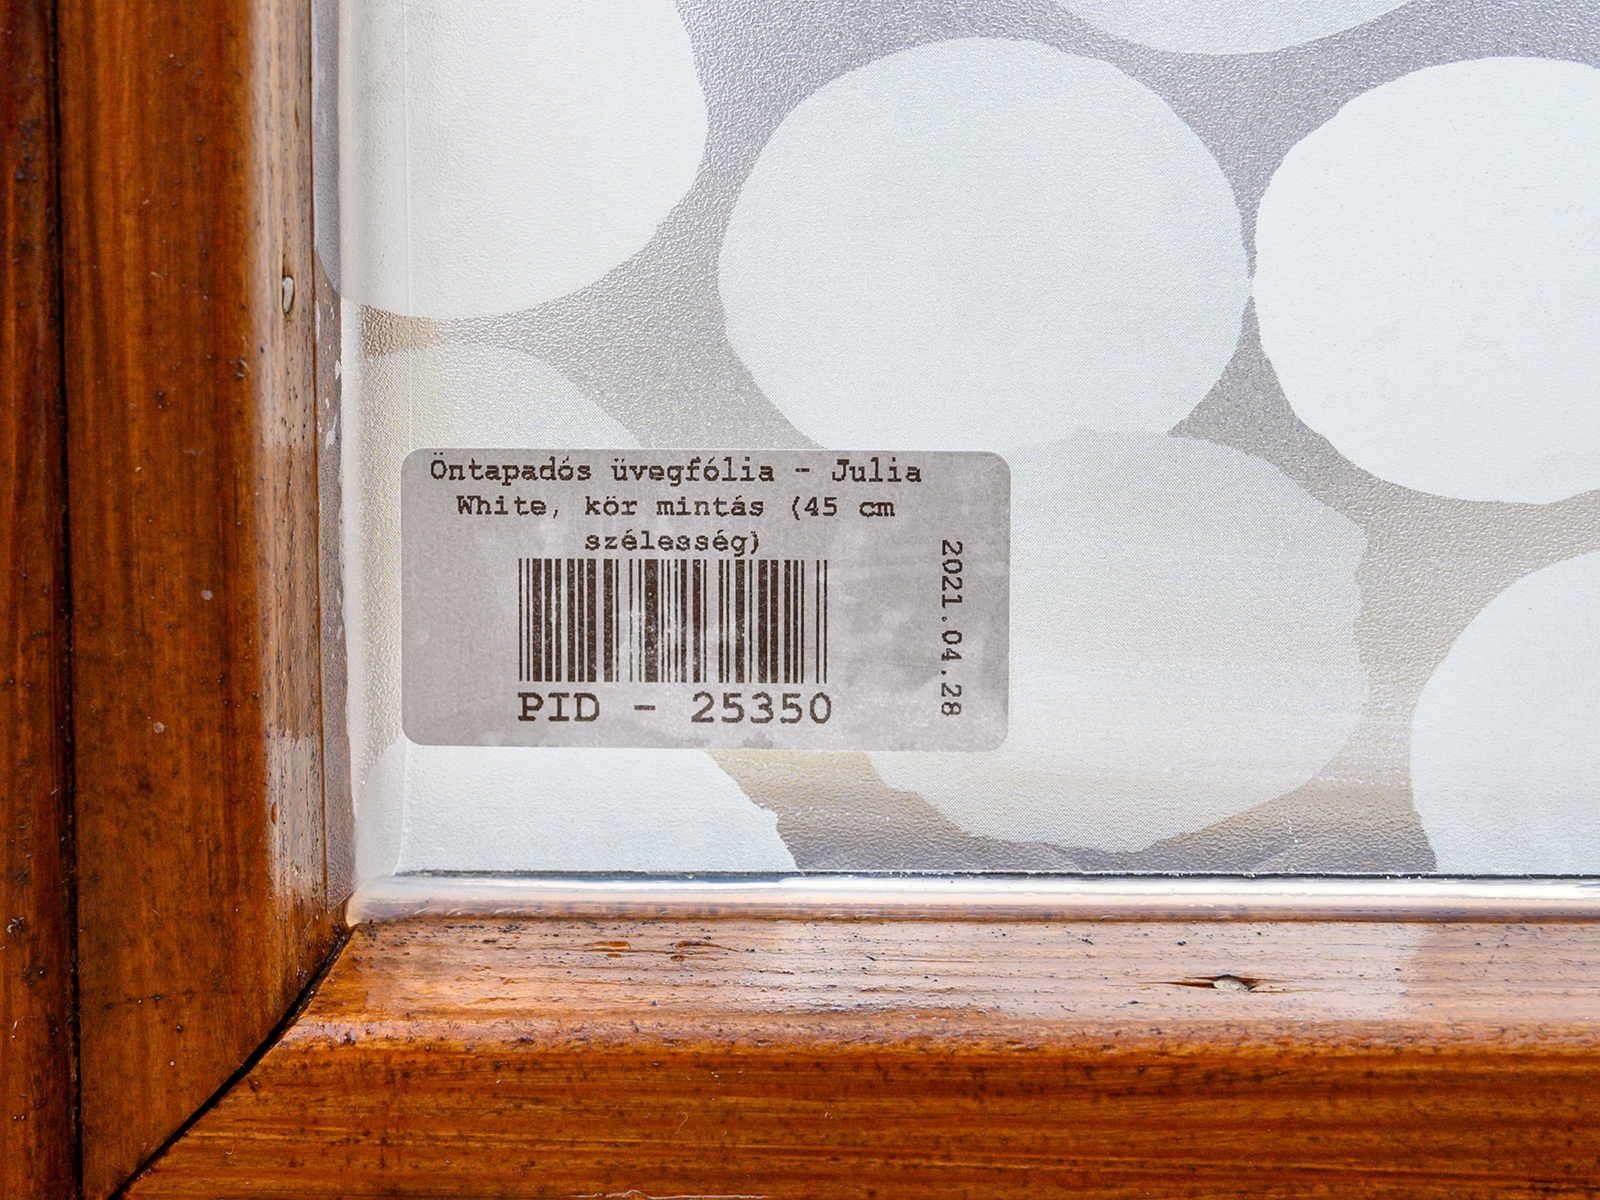 Öntapadós üvegfólia - Julia
White, kör mintás (45 cm
szélesség)
PID - 25350
2021.04.28